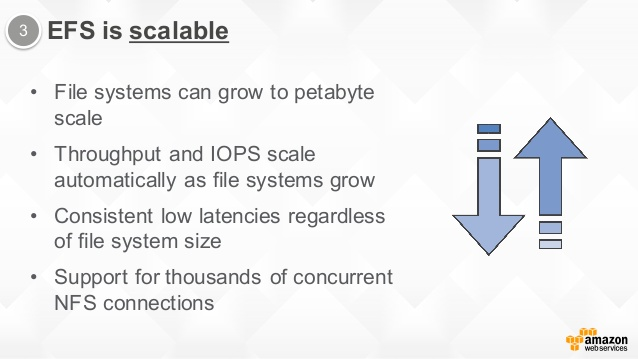 3
EFS is scalable
• File systems can grow to petabyte
scale
• Throughput and IOPS scale
automatically as file systems grow
• Consistent low latencies regardless
of file system size
• Support for thousands of concurrent
NFS connections
amazon
web services